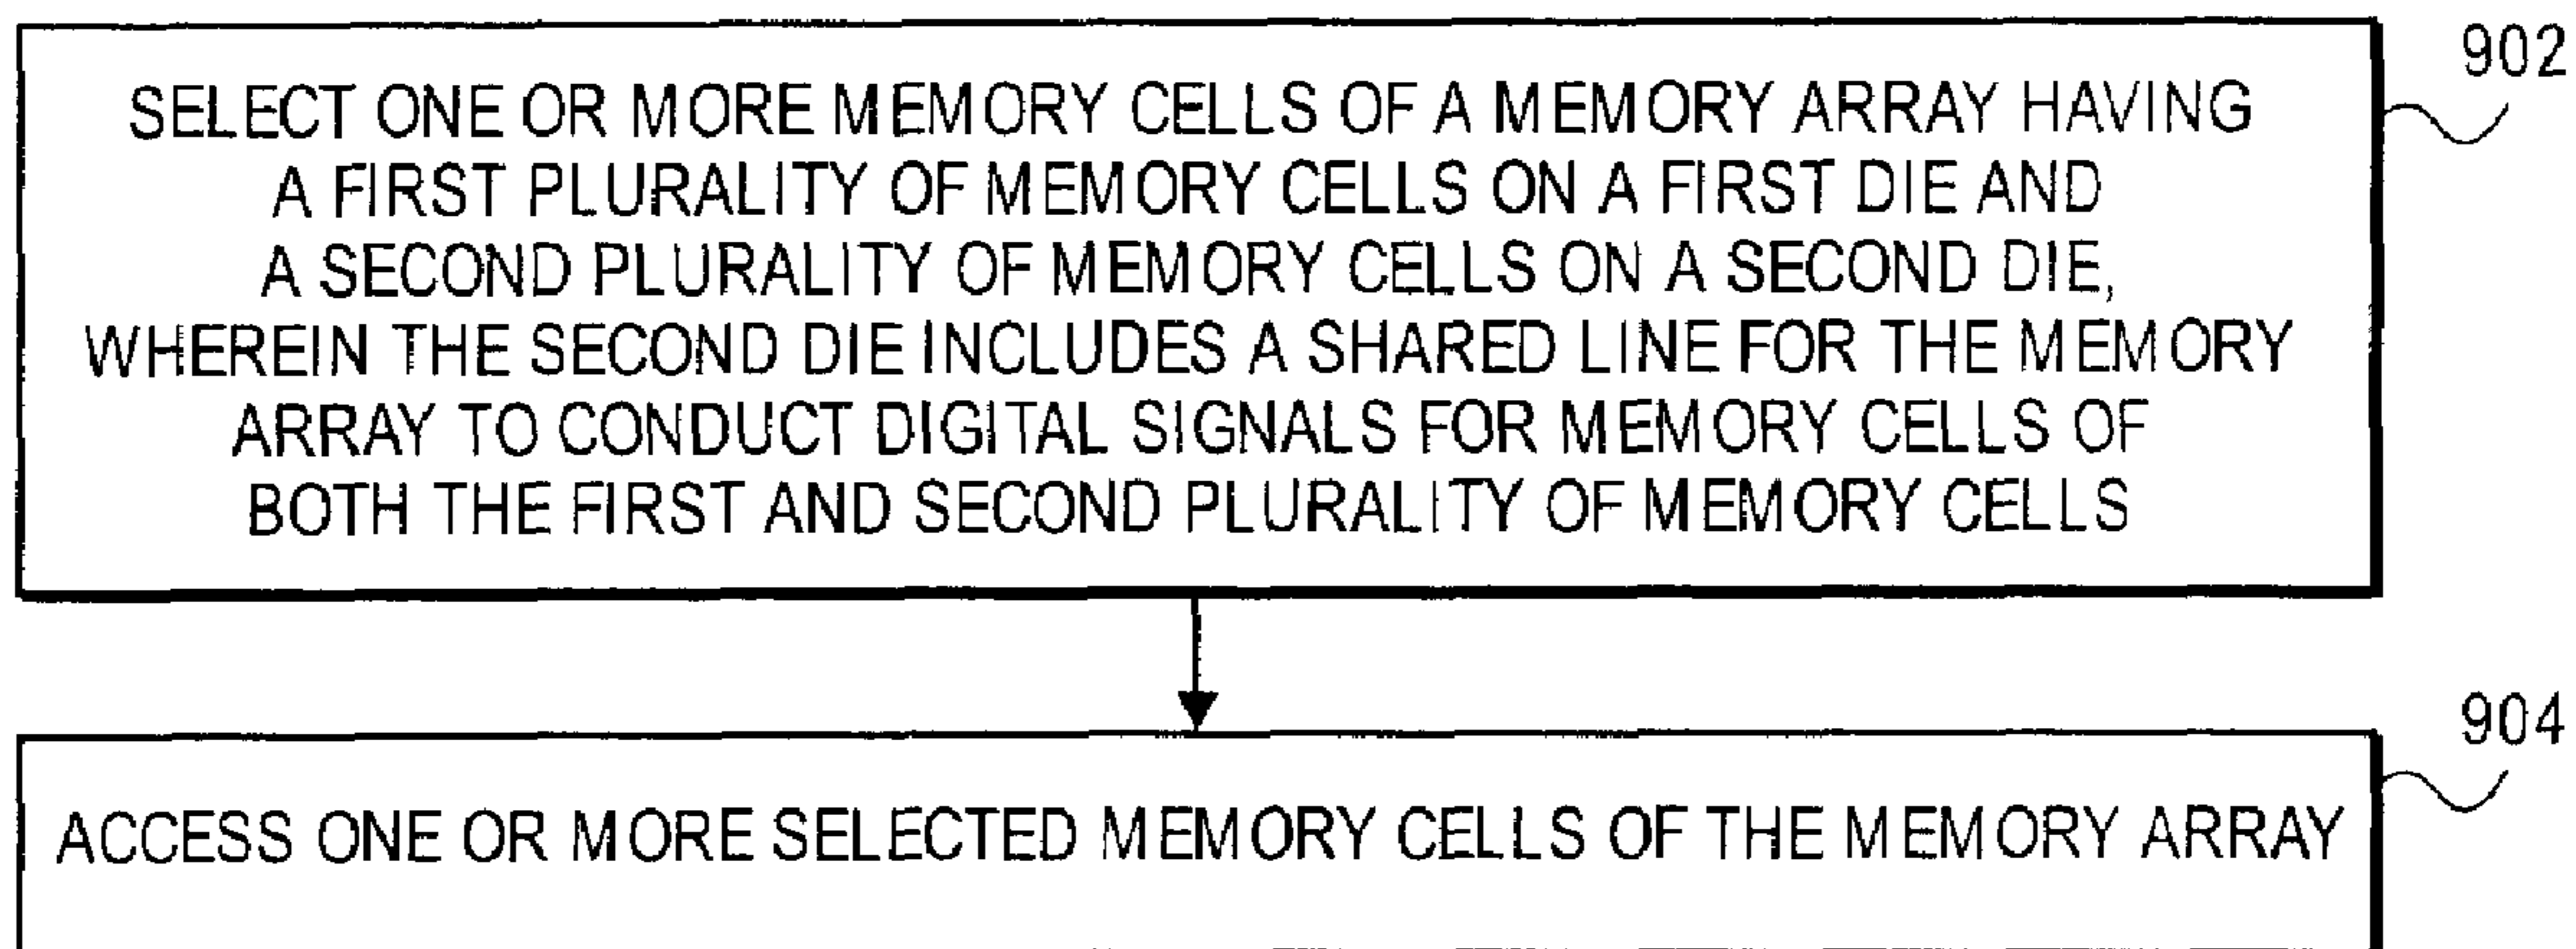 902
SELECT ONE OR MORE MEMORY CELLS OF A MEMORY ARRAY HAVING
A FIRST PLURALITY OF MEMORY CELLS ON A FIRST DIE AND
A SECOND PLURALITY OF MEMORY CELLS ON A SECOND DIE,
WHEREIN THE SECOND DIE INCLUDES A SHARED LINE FOR THE MEMORY
ARRAY TO CONDUCT DIGITAL SIGNALS FOR MEMORY CELLS OF
BOTH THE FIRST AND SECOND PLURALITY OF MEMORY CELLS
904
ACCESS ONE OR MORE SELECTED MEMORY CELLS OF THE MEMORY ARRAY